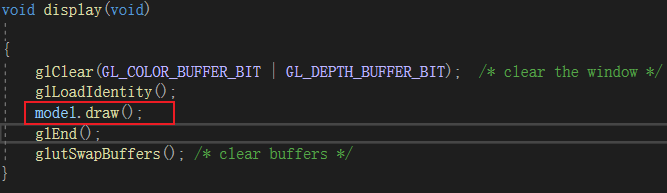 void display(void)
{
glClear(GL_COLOR_BUFFER_BIT | GL_DEPTH_BUFFER_BIT);  /* clear the window */
glLoadIdentity();
model.draw();
glEnd();
glutSwapBuffers(); /* clear buffers */
}